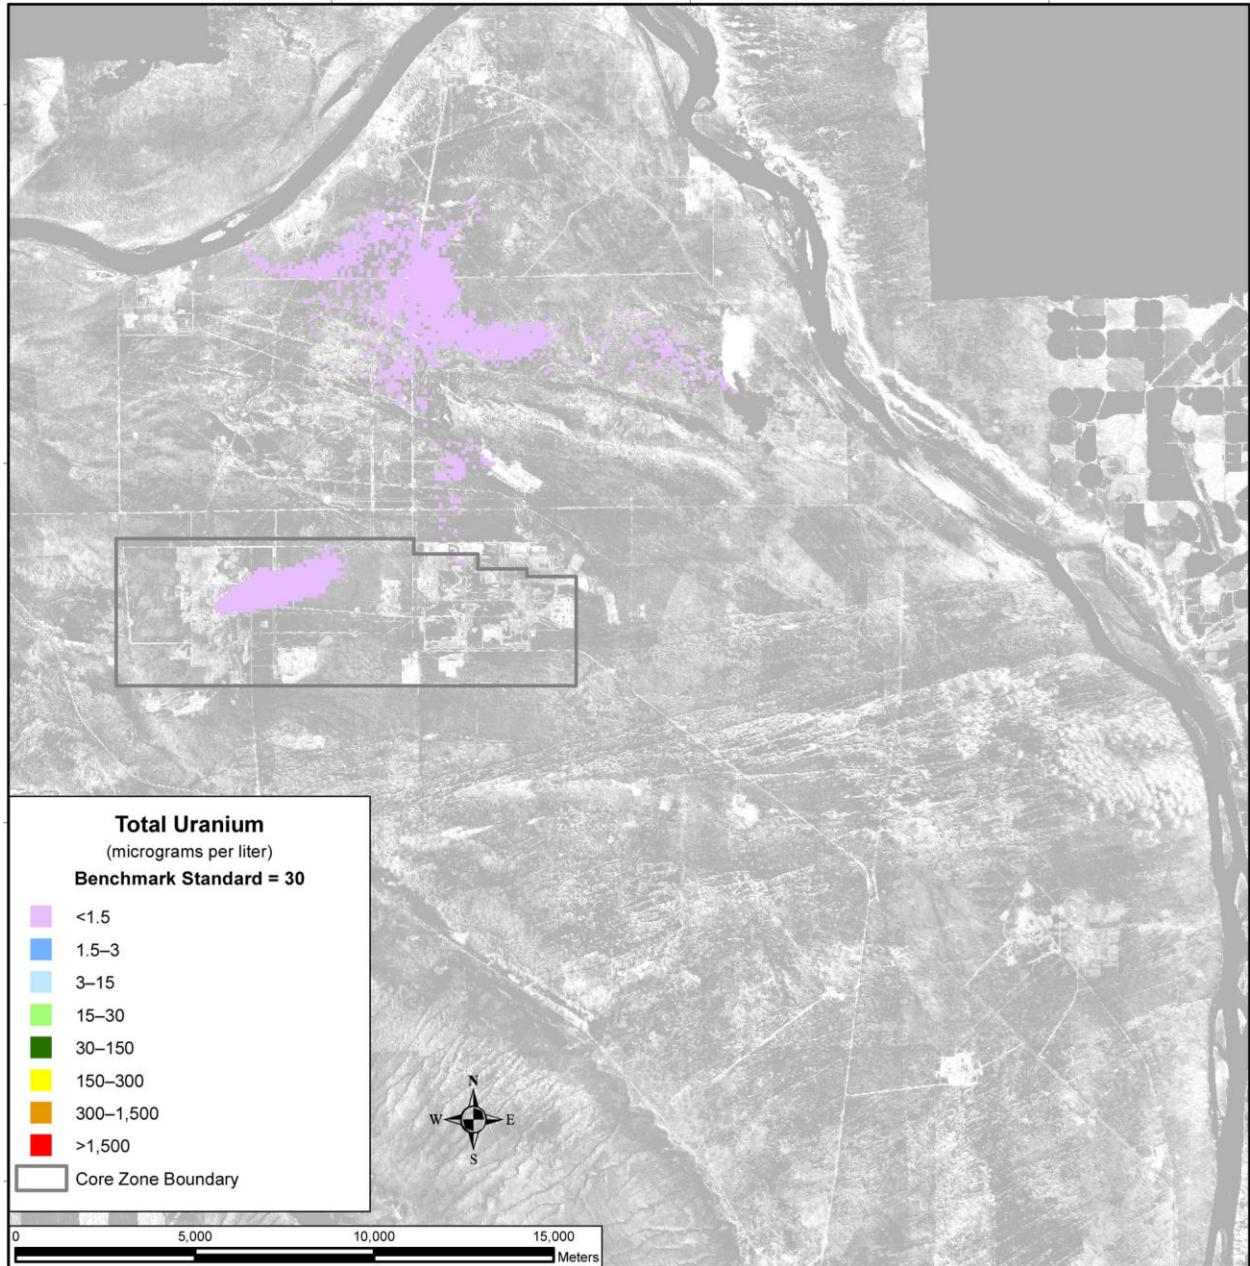 Total Uranium
(micrograms per liter)
Benchmark Standard = 30
<1.5
1.5–3
3–15
15–30
30–150
150–300
300–1,500
>1,500
Core Zone Boundary
N
W E
S
0 5,000 10,000 15,000
Meters